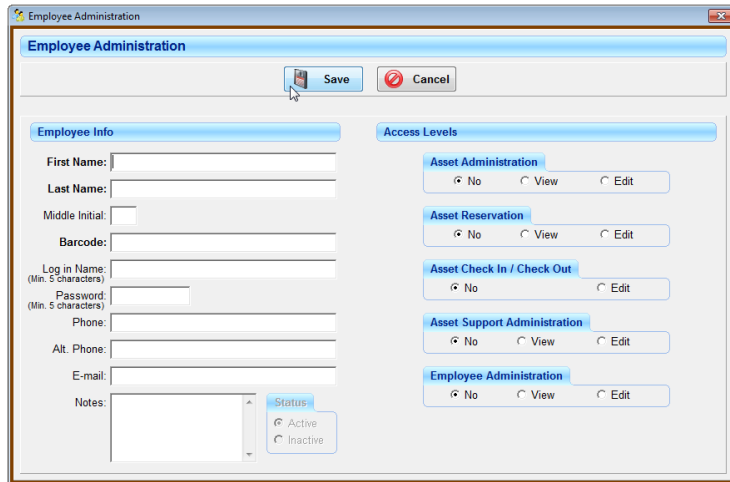 Employee Administration
Employee Administration
Save Cancel
Employee Info
First Name:
Last Name:
Middle Initial:
Barcode:
Log in Name:
(Min. 5 characters)
Password:
(Min. 5 characters)
Phone:
Alt. Phone:
E-mail:
Notes:
Status
Active
Inactive
Access Levels
Asset Administration
No View Edit
Asset Reservation
No View Edit
Asset Check In / Check Out
No Edit
Asset Support Administration
No View Edit
Employee Administration
No View Edit